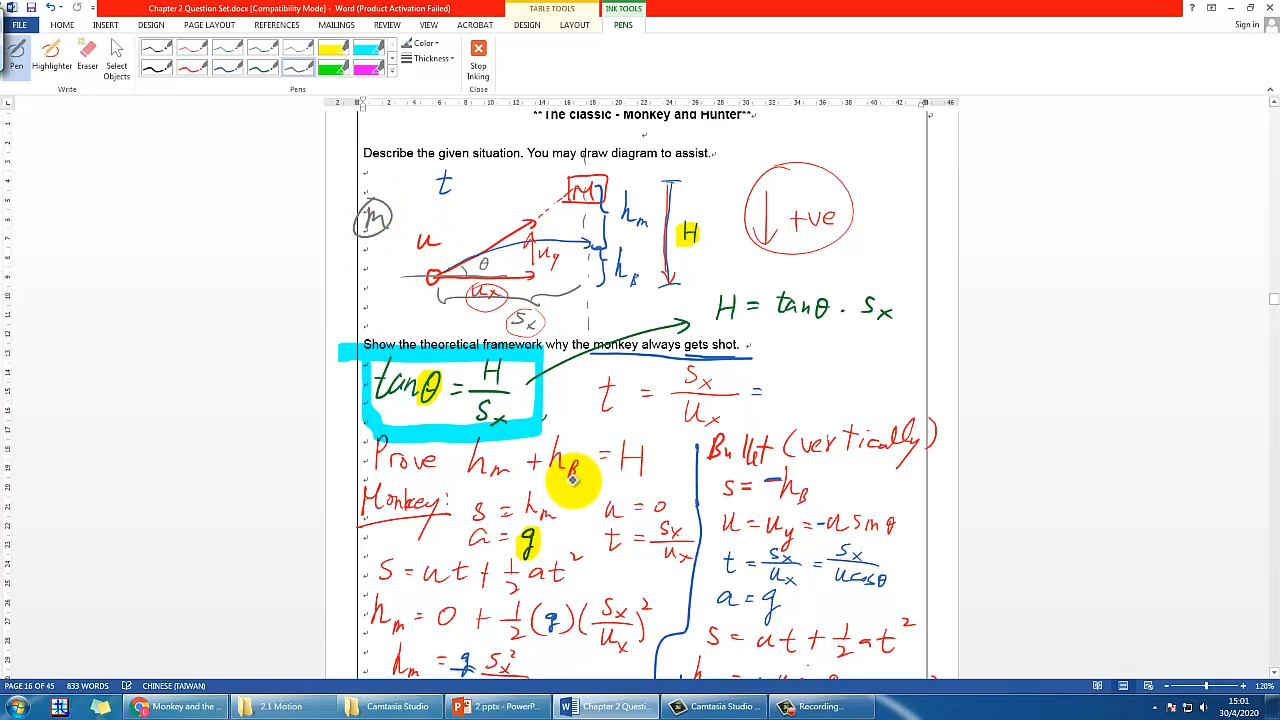 Chapter 2 Question Set.docx [Compatibility Mode] - Word (Product Activation Failed)
TABLE TOOLS
INK TOOLS
FILE HOME INSERT DESIGN PAGE LAYOUT REFERENCES MAILINGS REVIEW VIEW ACROBAT DESIGN LAYOUT PENS
Sign in
Pen
Highlighter
Eraser
Select Objects
Color
Thickness
Stop Inking
Write
Pens
Close
**The classic - Monkey and Hunter**
Describe the given situation. You may draw diagram to assist.
t
M
m
hm
H
+ve
u
uy
θ
hB
ux
Sx
H = tanθ . Sx
Show the theoretical framework why the monkey always gets shot.
tanθ = H/Sx
t = Sx/ux =
Prove hm + hB = H
Bullet (vertically)
Monkey: s = hm u = 0
a = g t = Sx/ux
s = ut + 1/2 at²
hm = 0 + 1/2 (g)(Sx/ux)²
hm = g Sx²
s = -hB
u = uy = -u sinθ
t = Sx/ux = Sx/ucosθ
a = g
s = ut + 1/2 at²
PAGE 16 OF 45 833 WORDS CHINESE (TAIWAN)
120%
Monkey and the ...
2.1 Motion
Camtasia Studio
2.pptx - PowerP...
Chapter 2 Questi...
Camtasia Studio ...
Recording...
15:01
30/4/2020